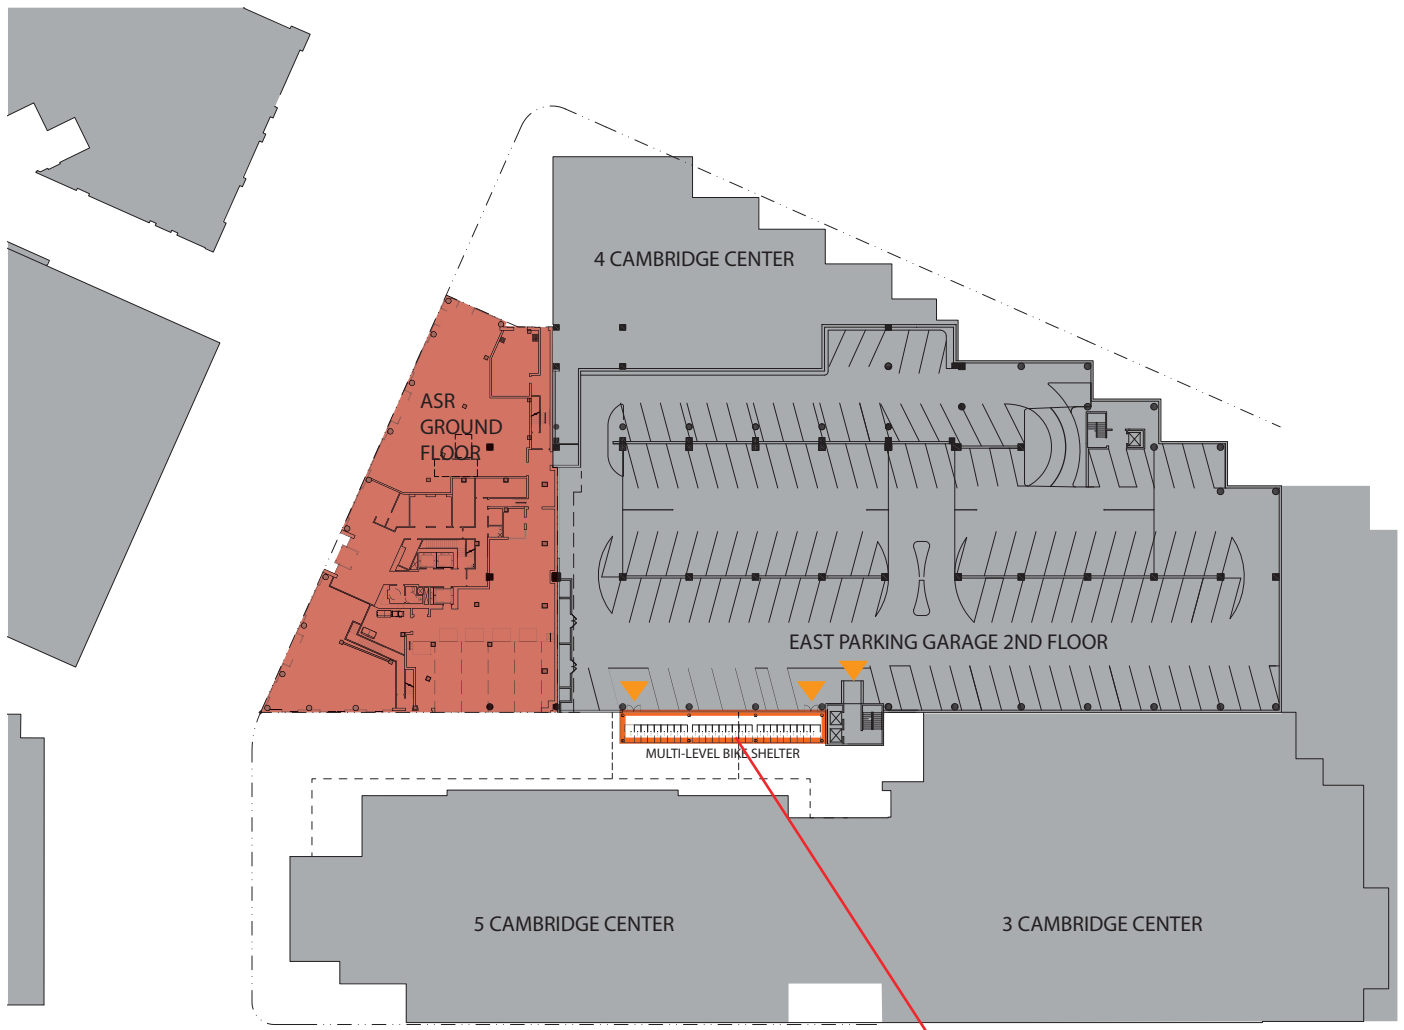 4 CAMBRIDGE CENTER
ASR
GROUND
FLOOR
EAST PARKING GARAGE 2ND FLOOR
MULTI-LEVEL BIKE SHELTER
5 CAMBRIDGE CENTER
3 CAMBRIDGE CENTER